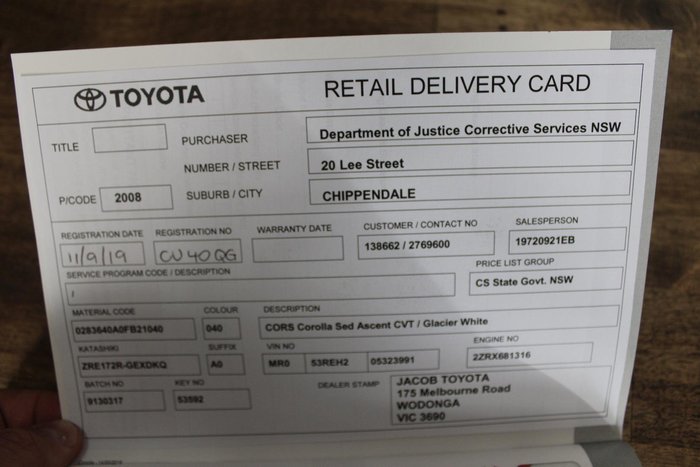 TOYOTA
RETAIL DELIVERY CARD
TITLE
PURCHASER
Department of Justice Corrective Services NSW
NUMBER / STREET
20 Lee Street
P/CODE
2008
SUBURB / CITY
CHIPPENDALE
REGISTRATION DATE
REGISTRATION NO
WARRANTY DATE
CUSTOMER / CONTACT NO
SALESPERSON
11/9/19
CU40QG
138662 / 2769600
19720921EB
SERVICE PROGRAM CODE / DESCRIPTION
PRICE LIST GROUP
/
CS State Govt. NSW
MATERIAL CODE
COLOUR
DESCRIPTION
0283640A0FB21040
040
CORS Corolla Sed Ascent CVT / Glacier White
KATASHIKI
SUFFIX
VIN NO
ENGINE NO
ZRE172R-GEXDKQ
A0
MR0
53REH2
05323991
2ZRX681316
BATCH NO
KEY NO
DEALER STAMP
9130317
53592
JACOB TOYOTA
175 Melbourne Road
WODONGA
VIC 3690